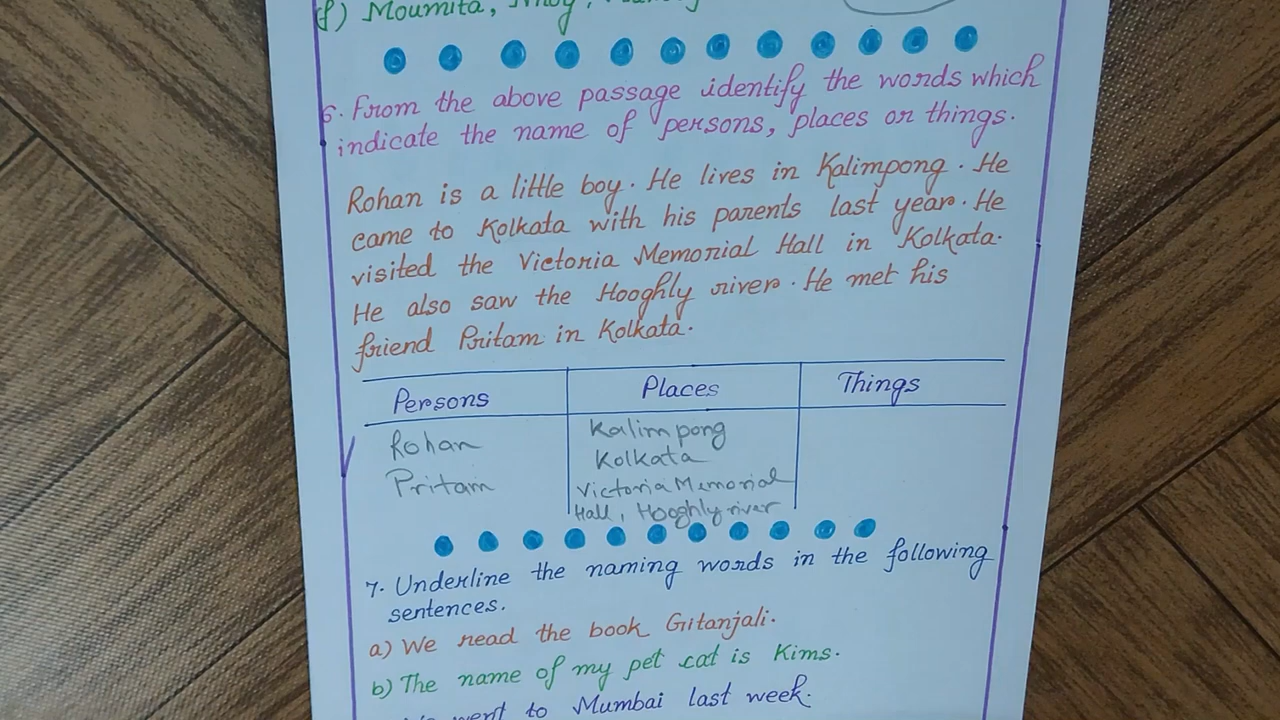 f) Moumita,
6. From the above passage identify the words which
indicate the name of persons, places or things.
Rohan is a little boy. He lives in Kalimpong. He
came to Kolkata with his parents last year. He
visited the Victoria Memorial Hall in Kolkata.
He also saw the Hooghly river. He met his
friend Pritam in Kolkata.
Persons Places Things
Rohan Kalimpong
Kolkata
Pritam Victoria Memorial
Hall, Hooghly river
7. Underline the naming words in the following
sentences.
a) We read the book Gitanjali.
b) The name of my pet cat is Kims.
went to Mumbai last week.